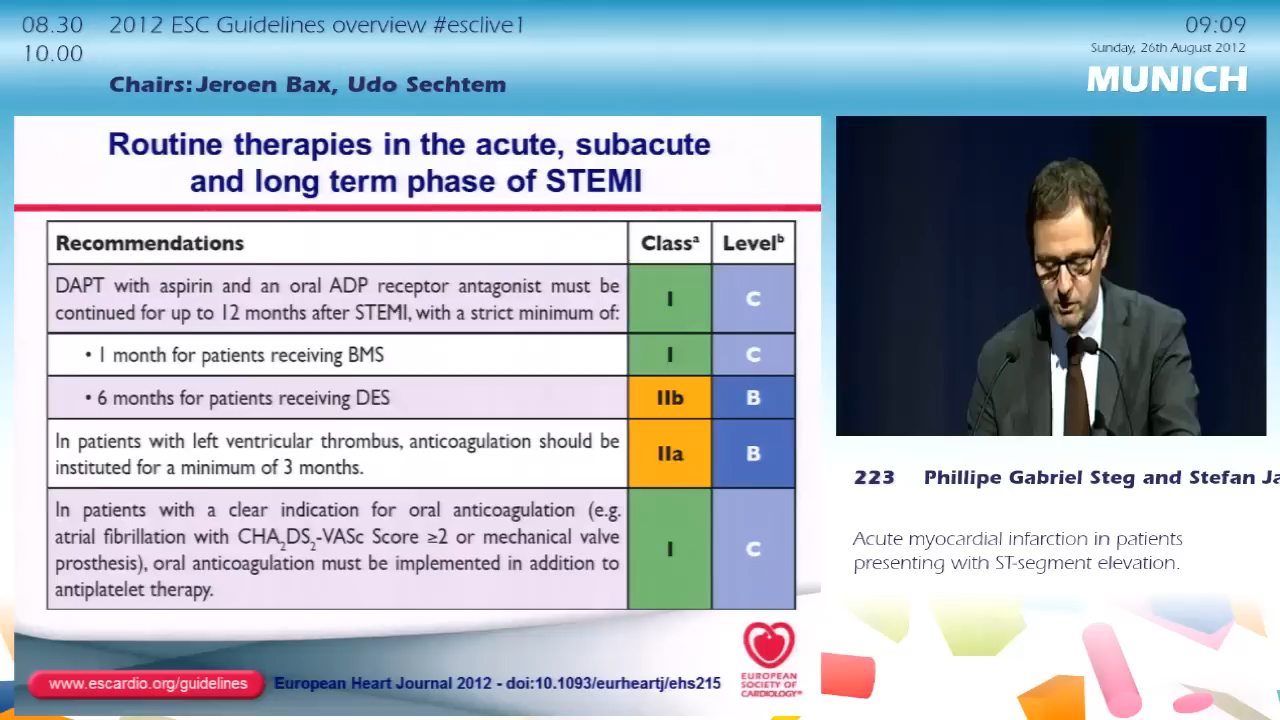 08.30
10.00
2012 ESC Guidelines overview #esclive1
Chairs: Jeroen Bax, Udo Sechtem
09:09
Sunday, 26th August 2012
MUNICH
Routine therapies in the acute, subacute
and long term phase of STEMI
Recommendations Classᵃ Levelᵇ
DAPT with aspirin and an oral ADP receptor antagonist must be
continued for up to 12 months after STEMI, with a strict minimum of:
I C
• 1 month for patients receiving BMS I C
• 6 months for patients receiving DES IIb B
In patients with left ventricular thrombus, anticoagulation should be
instituted for a minimum of 3 months.
IIa B
In patients with a clear indication for oral anticoagulation (e.g.
atrial fibrillation with CHA₂DS₂-VASc Score ≥2 or mechanical valve
prosthesis), oral anticoagulation must be implemented in addition to
antiplatelet therapy.
I C
www.escardio.org/guidelines
European Heart Journal 2012 - doi:10.1093/eurheartj/ehs215
EUROPEAN
SOCIETY OF
CARDIOLOGY®
223 Phillipe Gabriel Steg and Stefan Ja
Acute myocardial infarction in patients
presenting with ST-segment elevation.